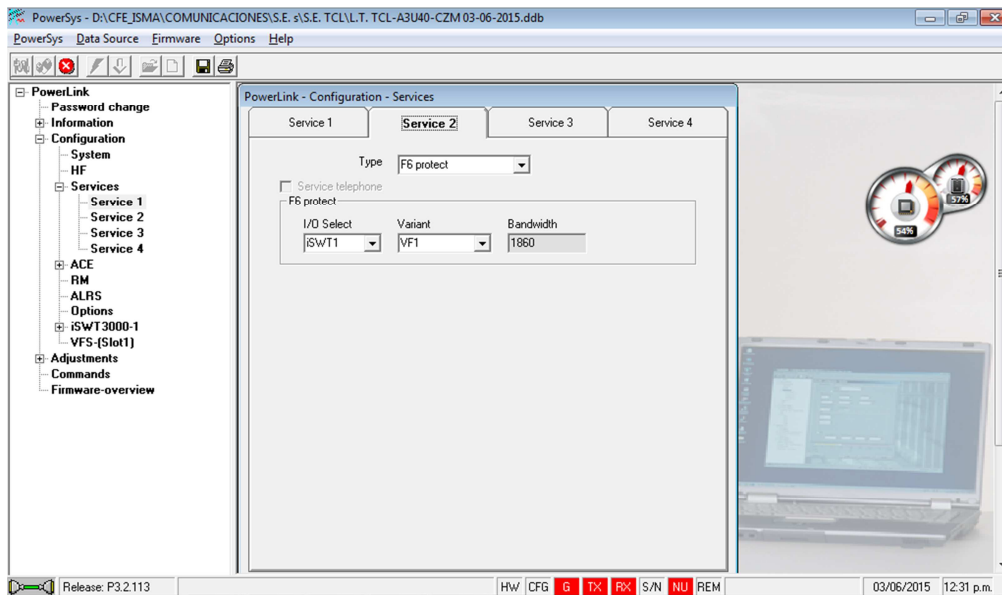 PowerSys - D:\CFE_ISMA\COMUNICACIONES\S.E. s\S.E. TCL\L.T. TCL-A3U40-CZM 03-06-2015.ddb
PowerSys Data Source Firmware Options Help
PowerLink
Password change
Information
Configuration
System
HF
Services
Service 1
Service 2
Service 3
Service 4
ACE
RM
ALRS
Options
iSWT3000-1
VFS-(Slot1)
Adjustments
Commands
Firmware-overview
PowerLink - Configuration - Services
Service 1 Service 2 Service 3 Service 4
Type F6 protect
Service telephone
F6 protect
I/O Select Variant Bandwidth
iSWT1 VF1 1860
57%
54%
Release: P3.2.113 HW CFG G TX RX S/N NU REM 03/06/2015 12:31 p.m.